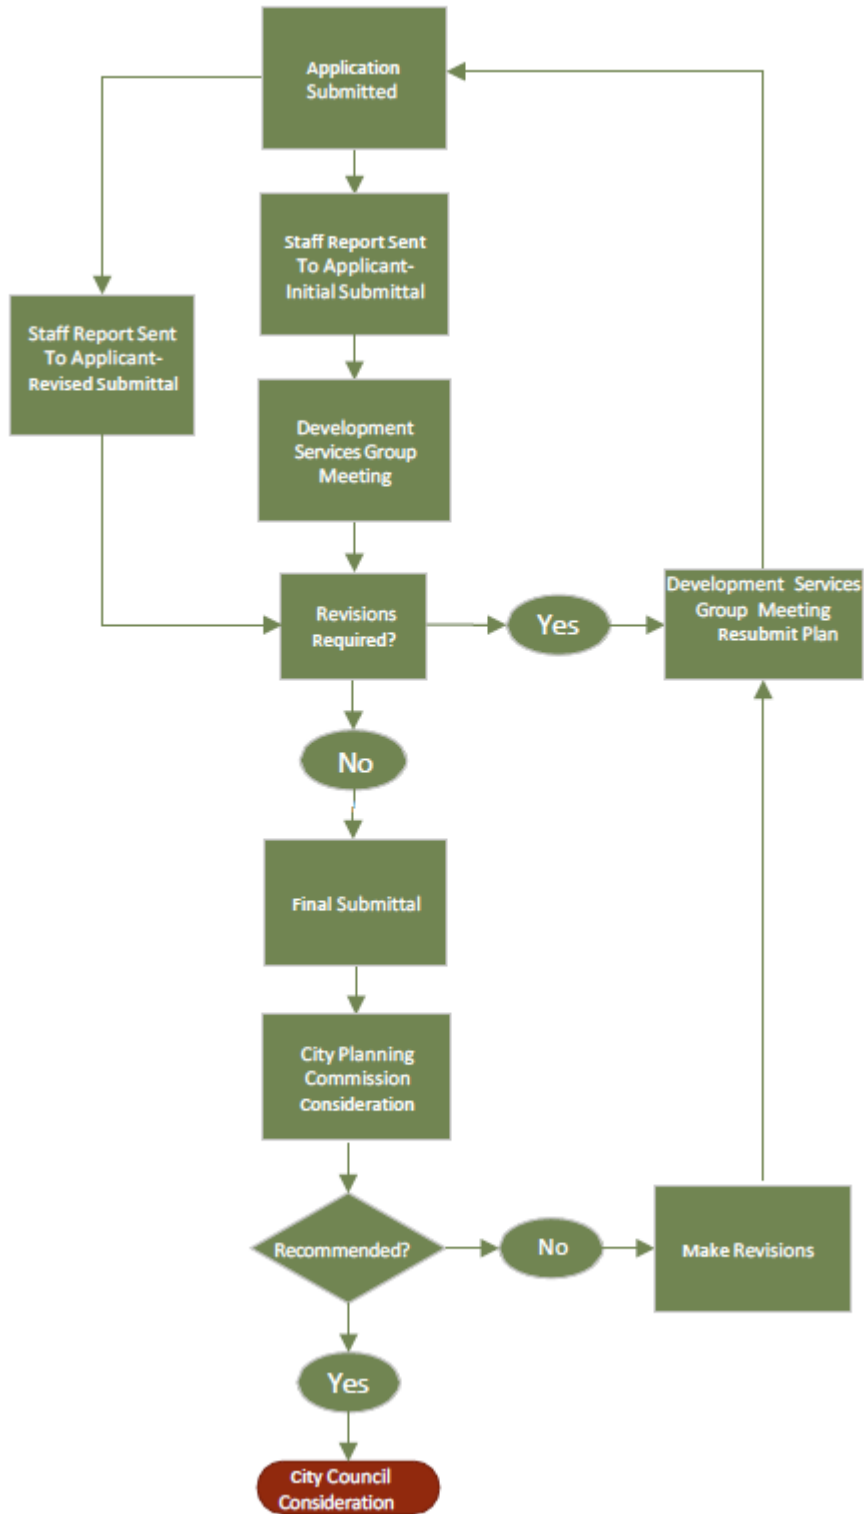 Application
Submitted
Staff Report Sent
To Applicant-
Initial Submittal
Staff Report Sent
To Applicant-
Revised Submittal
Development
Services Group
Meeting
Revisions
Required?
Yes
Development Services
Group Meeting
Resubmit Plan
No
Final Submittal
City Planning
Commission
Consideration
Recommended?
No
Make Revisions
Yes
City Council
Consideration